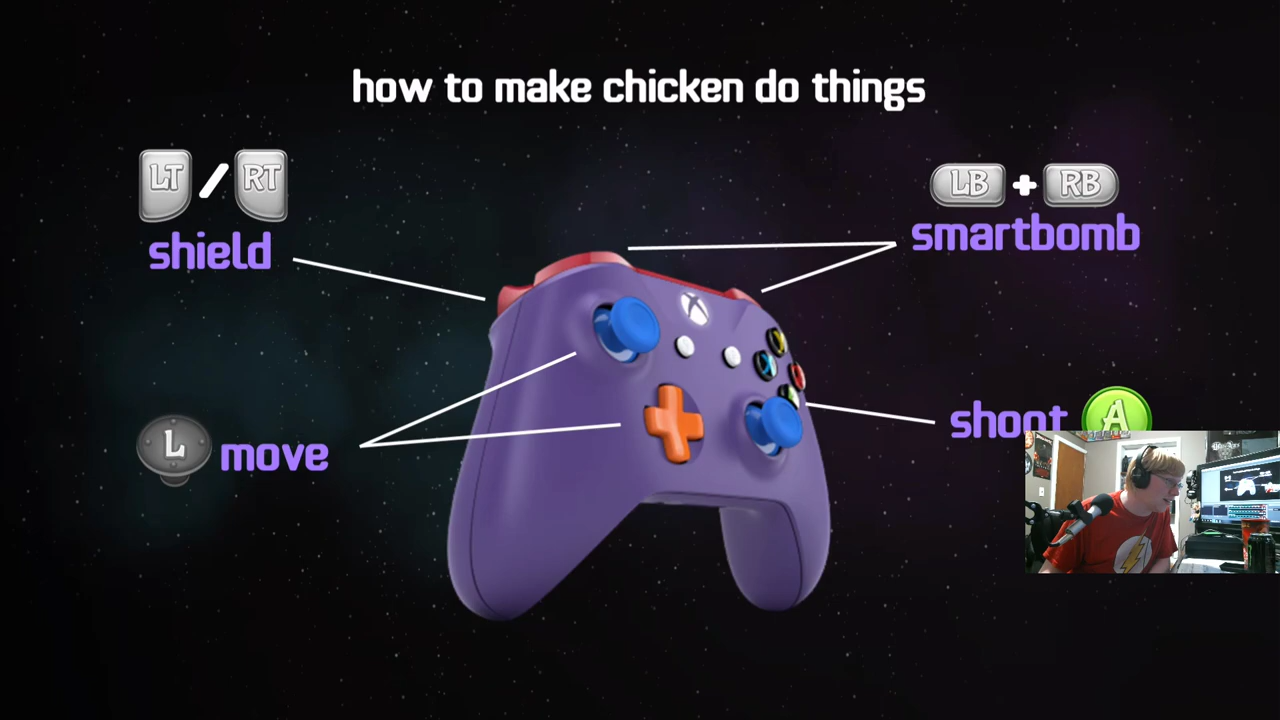 how to make chicken do things
LT / RT
shield
LB + RB
smartbomb
L move
shoot A